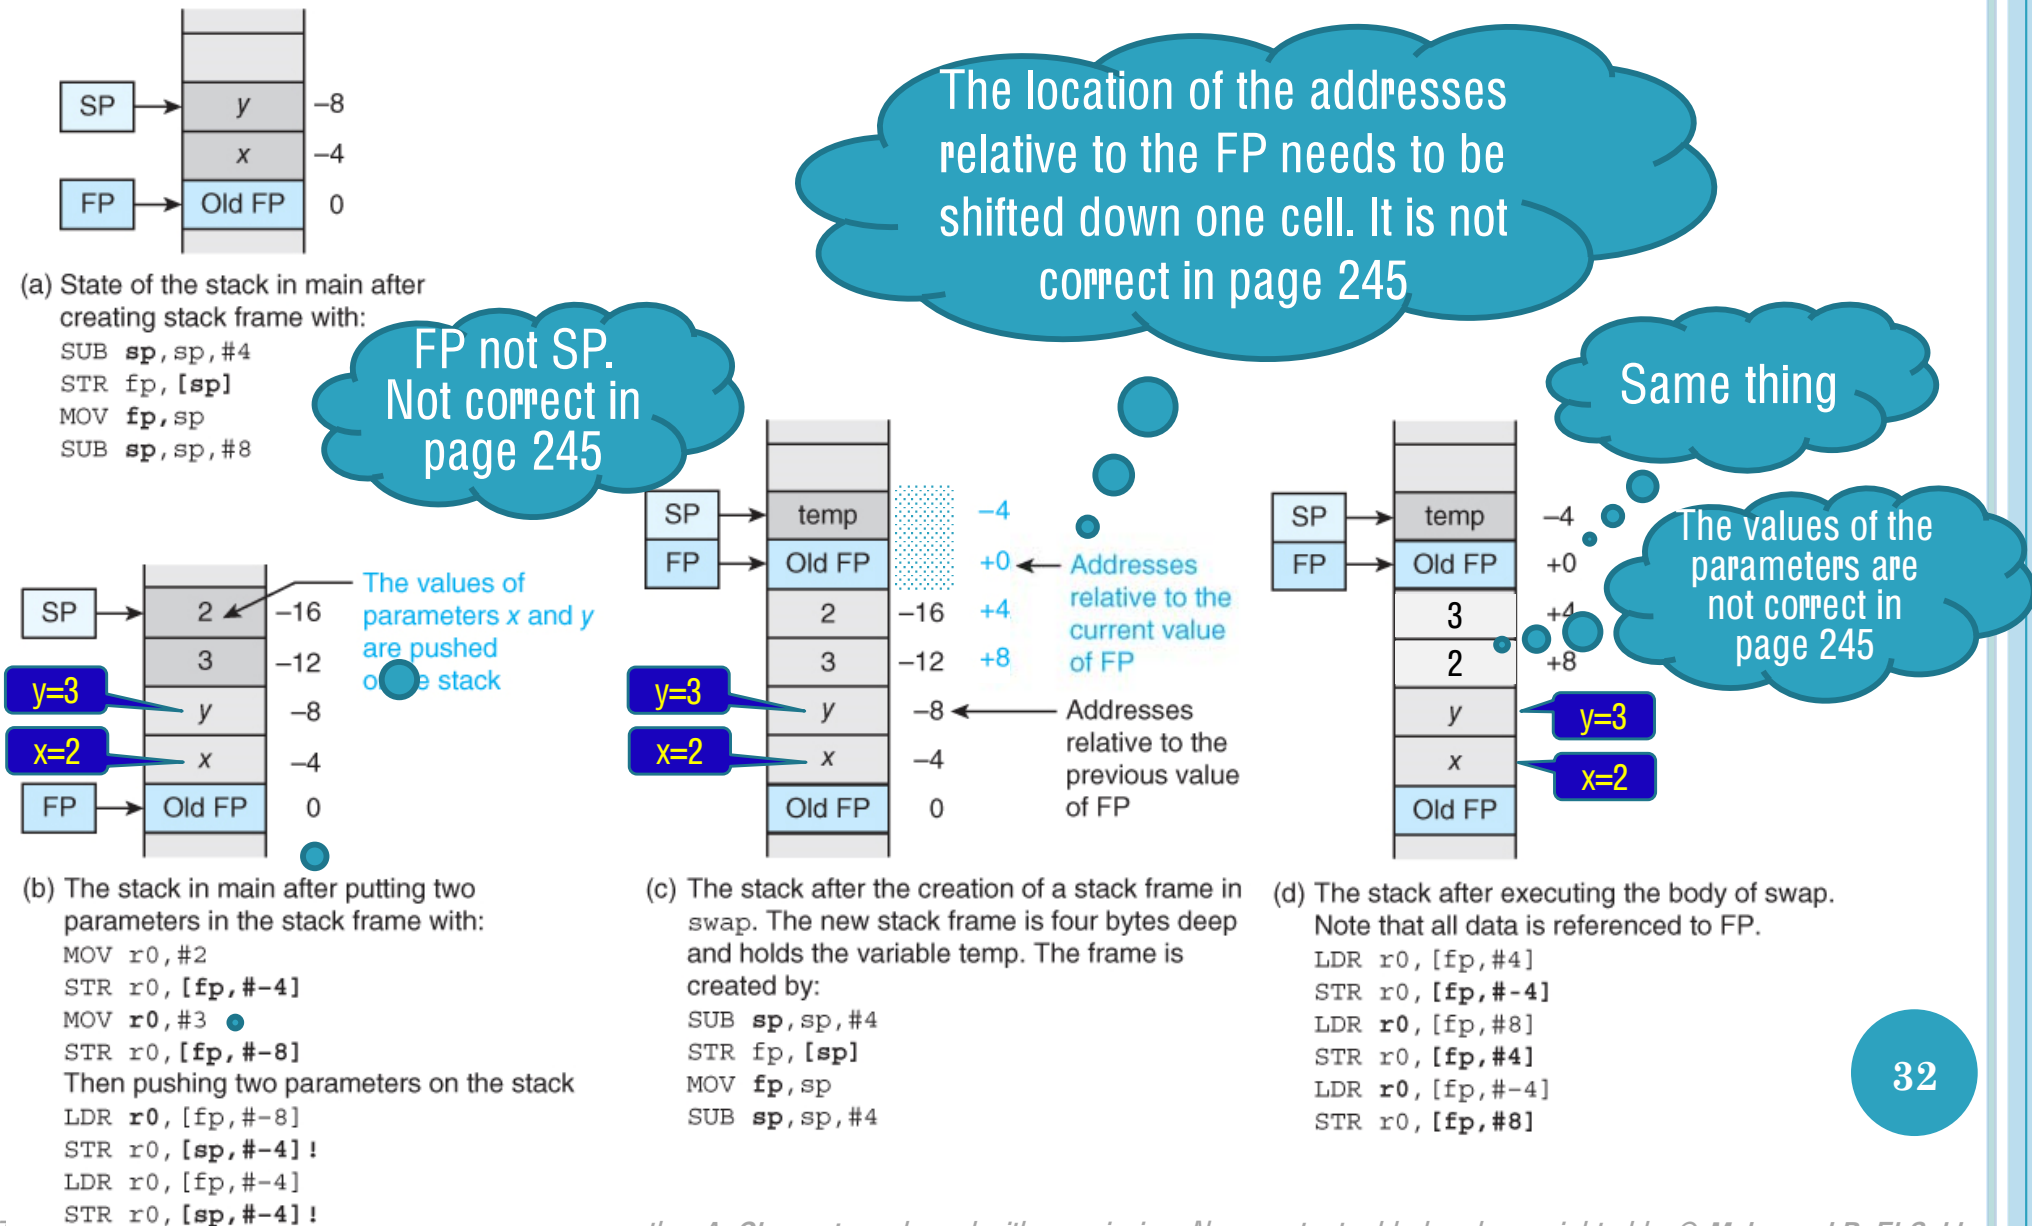 SP
y
−8
x
−4
FP
Old FP
0
(a) State of the stack in main after
creating stack frame with:
SUB sp,sp,#4
STR fp,[sp]
MOV fp,sp
SUB sp,sp,#8
The location of the addresses
relative to the FP needs to be
shifted down one cell. It is not
correct in page 245
FP not SP.
Not correct in
page 245
Same thing
The values of the
parameters are
not correct in
page 245
SP
2
−16
3
−12
y
−8
x
−4
FP
Old FP
0
y=3
x=2
The values of
parameters x and y
are pushed
stack
(b) The stack in main after putting two
parameters in the stack frame with:
MOV r0,#2
STR r0,[fp,#-4]
MOV r0,#3
STR r0,[fp,#-8]
Then pushing two parameters on the stack
LDR r0,[fp,#-8]
STR r0,[sp,#-4]!
LDR r0,[fp,#-4]
STR r0,[sp,#-4]!
SP
temp
−4
FP
Old FP
+0
2
−16
+4
3
−12
+8
y
−8
x
−4
Old FP
0
y=3
x=2
Addresses
relative to the
current value
of FP
Addresses
relative to the
previous value
of FP
(c) The stack after the creation of a stack frame in
swap. The new stack frame is four bytes deep
and holds the variable temp. The frame is
created by:
SUB sp,sp,#4
STR fp,[sp]
MOV fp,sp
SUB sp,sp,#4
SP
temp
−4
FP
Old FP
+0
3
+4
2
+8
y
x
Old FP
y=3
x=2
(d) The stack after executing the body of swap.
Note that all data is referenced to FP.
LDR r0,[fp,#4]
STR r0,[fp,#-4]
LDR r0,[fp,#8]
STR r0,[fp,#4]
LDR r0,[fp,#-4]
STR r0,[fp,#8]
32